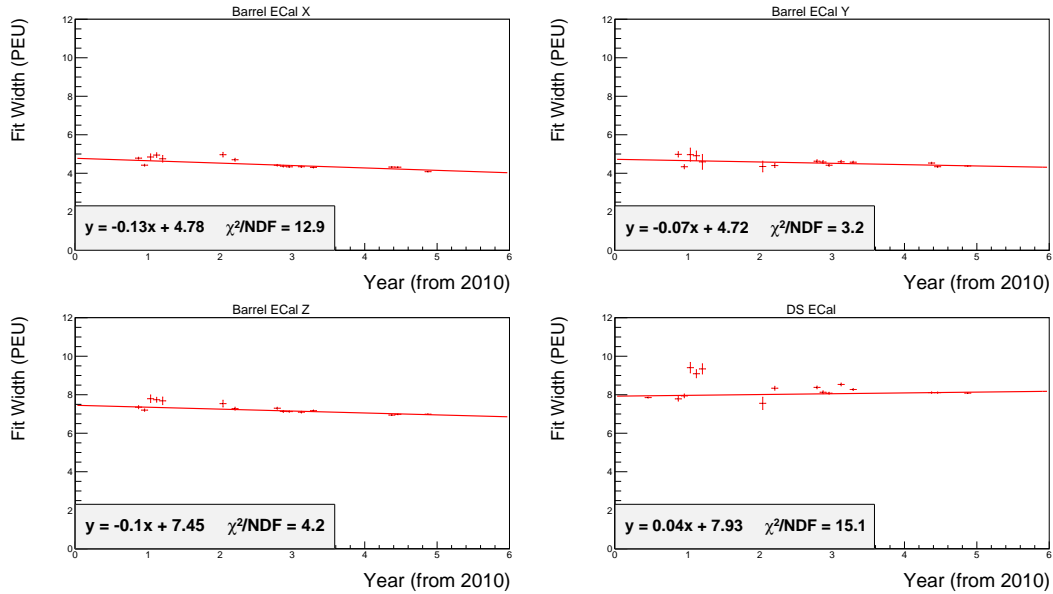 Barrel ECal X
Fit Width (PEU)
12
10
8
6
4
2
0
y = -0.13x + 4.78 χ²/NDF = 12.9
0 1 2 3 4 5 6
Year (from 2010)
Barrel ECal Y
Fit Width (PEU)
12
10
8
6
4
2
0
y = -0.07x + 4.72 χ²/NDF = 3.2
0 1 2 3 4 5 6
Year (from 2010)
Barrel ECal Z
Fit Width (PEU)
12
10
8
6
4
2
0
y = -0.1x + 7.45 χ²/NDF = 4.2
0 1 2 3 4 5 6
Year (from 2010)
DS ECal
Fit Width (PEU)
12
10
8
6
4
2
0
y = 0.04x + 7.93 χ²/NDF = 15.1
0 1 2 3 4 5 6
Year (from 2010)